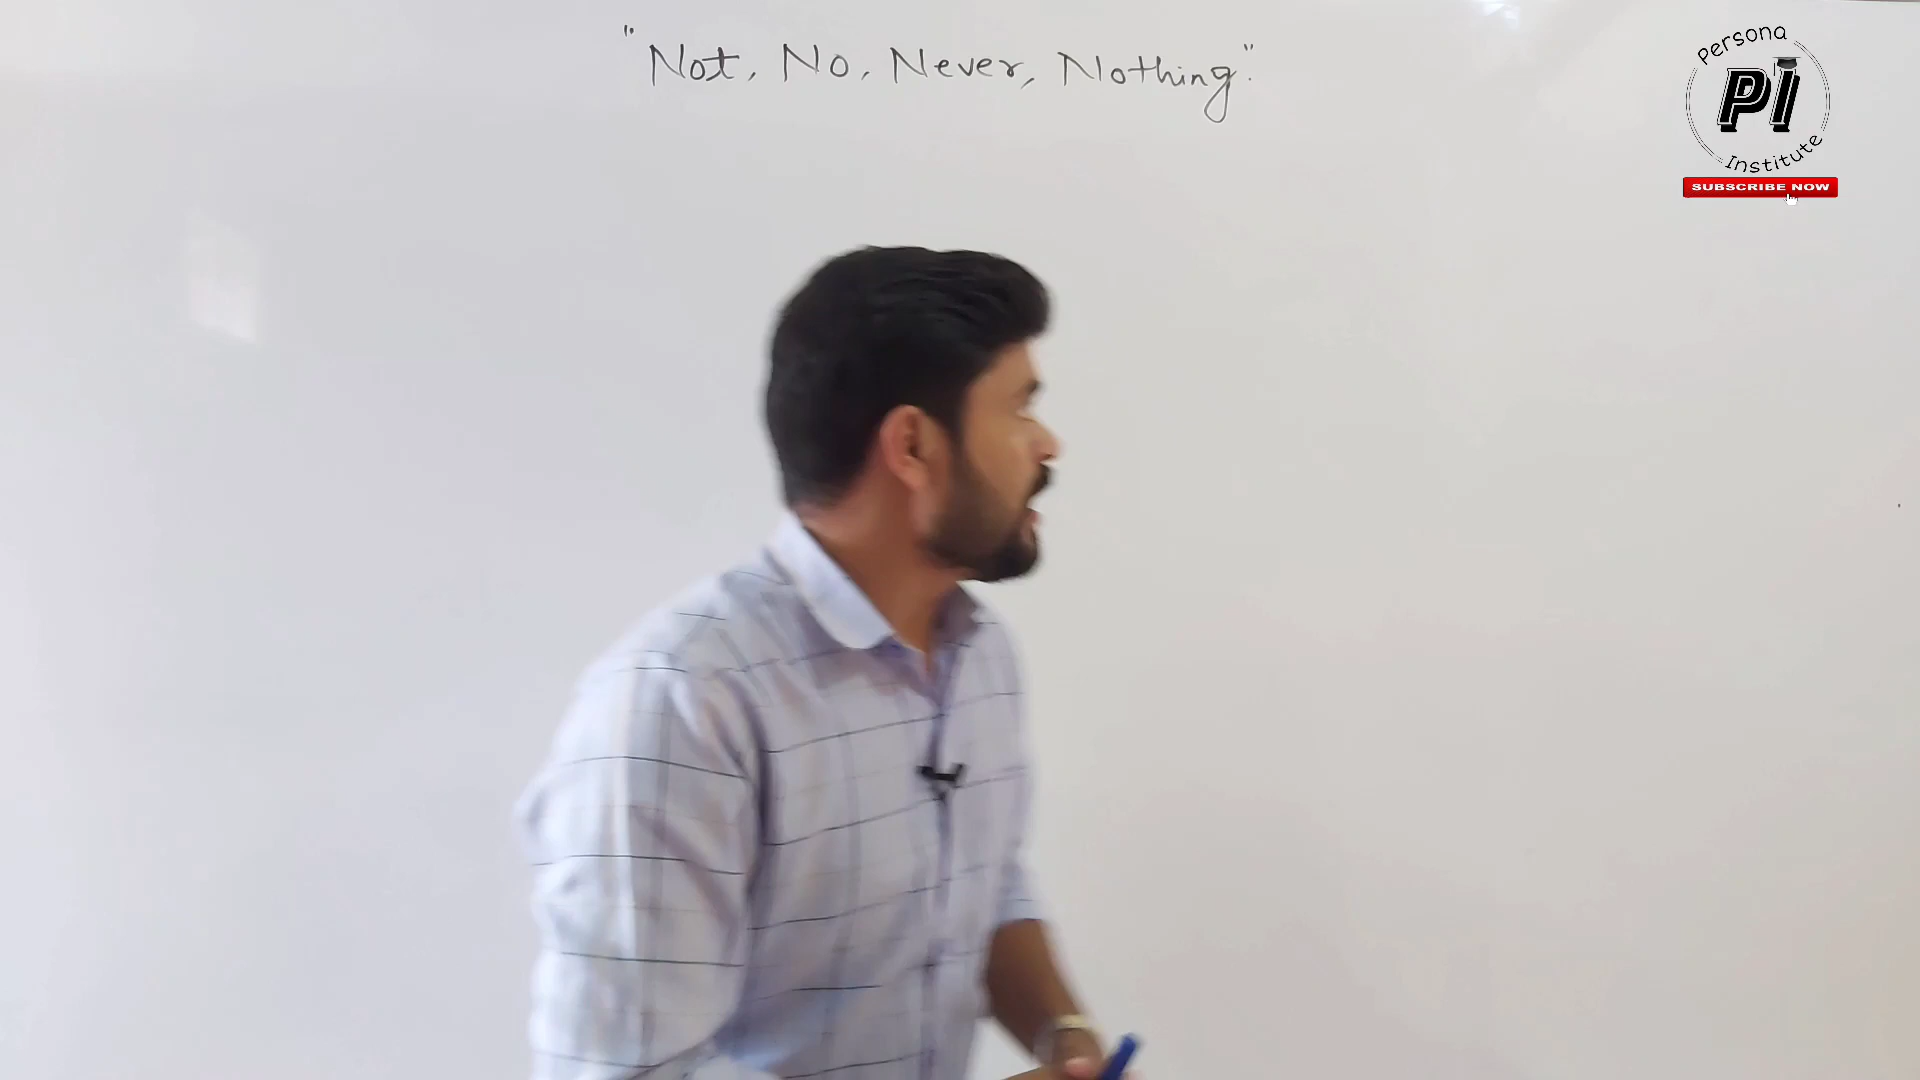 "Not, No, Never, Nothing."
Persona
PI
Institute
SUBSCRIBE NOW